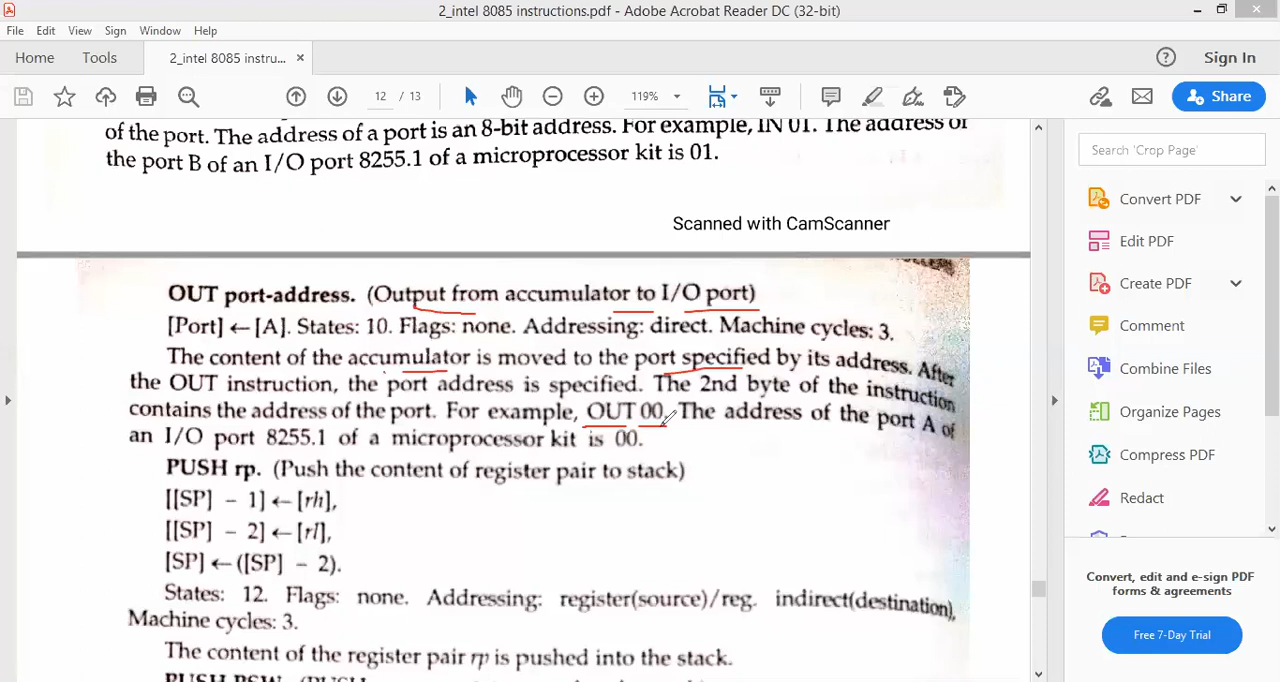 2_intel 8085 instructions.pdf - Adobe Acrobat Reader DC (32-bit)
File Edit View Sign Window Help
Home Tools 2_intel 8085 instru... × Sign In
12 / 13 119% Share
of the port. The address of a port is an 8-bit address. For example, IN 01. The address of
the port B of an I/O port 8255.1 of a microprocessor kit is 01.
Scanned with CamScanner
OUT port-address. (Output from accumulator to I/O port)
[Port] ← [A]. States: 10. Flags: none. Addressing: direct. Machine cycles: 3.
The content of the accumulator is moved to the port specified by its address. After
the OUT instruction, the port address is specified. The 2nd byte of the instruction
contains the address of the port. For example, OUT 00. The address of the port A of
an I/O port 8255.1 of a microprocessor kit is 00.
PUSH rp. (Push the content of register pair to stack)
[[SP] – 1] ← [rh],
[[SP] – 2] ← [rl],
[SP] ← ([SP] – 2).
States: 12. Flags: none. Addressing: register(source)/reg. indirect(destination),
Machine cycles: 3.
The content of the register pair rp is pushed into the stack.
Search 'Crop Page'
Convert PDF
Edit PDF
Create PDF
Comment
Combine Files
Organize Pages
Compress PDF
Redact
Convert, edit and e-sign PDF
forms & agreements
Free 7-Day Trial